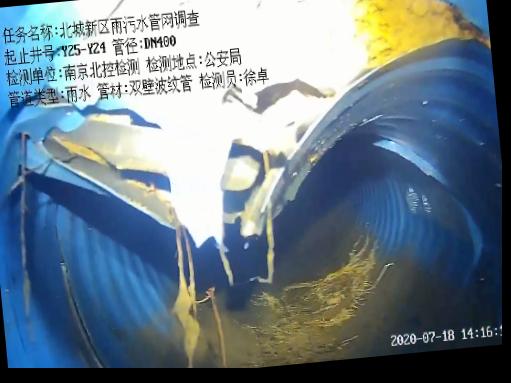 任务名称:北城新区雨污水管网调查
起止井号:Y25-Y24 管径:DN400
检测单位:南京北控检测 检测地点:公安局
管道类型:雨水 管材:双壁波纹管 检测员:徐卓
2020-07-18 14:16: